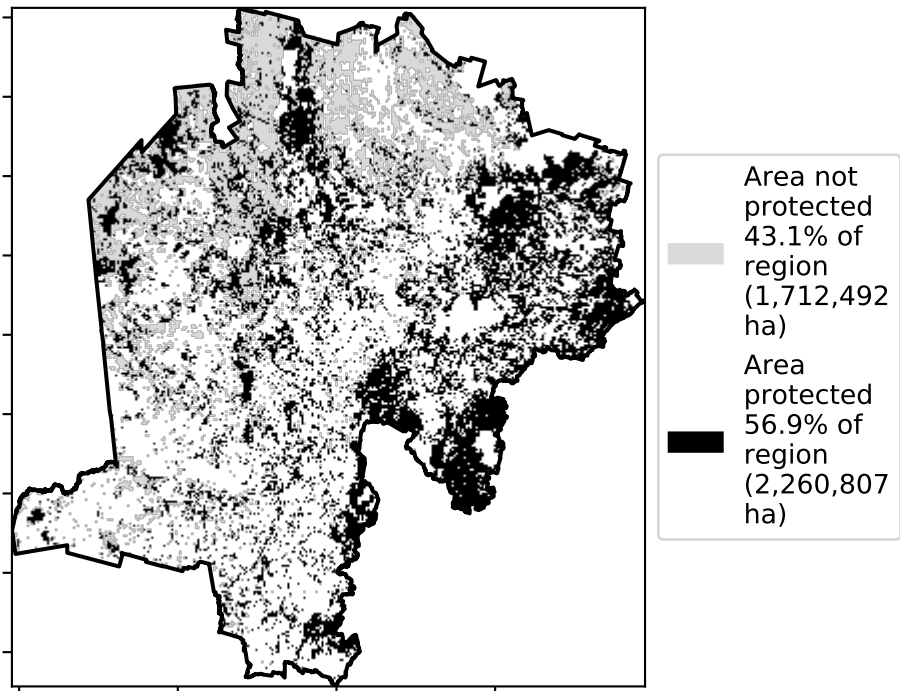 Area not
protected
43.1% of
region
(1,712,492
ha)
Area
protected
56.9% of
region
(2,260,807
ha)